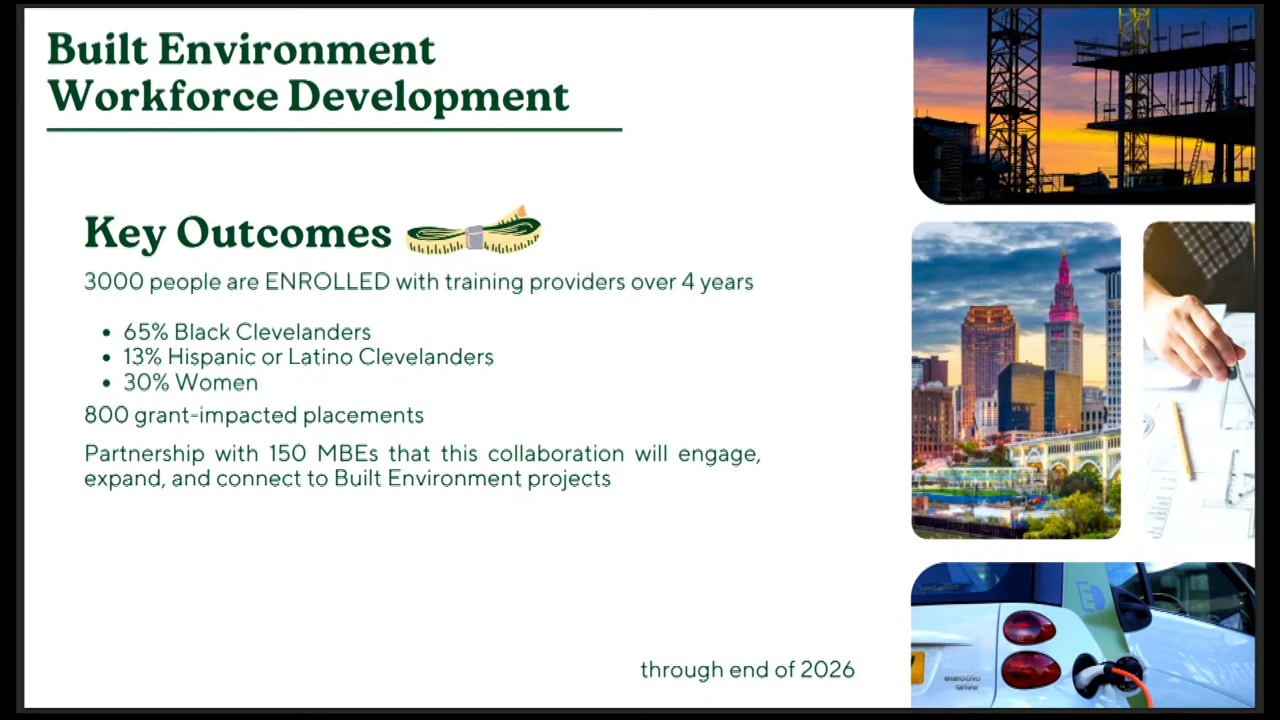 Built Environment
Workforce Development
Key Outcomes
3000 people are ENROLLED with training providers over 4 years
• 65% Black Clevelanders
• 13% Hispanic or Latino Clevelanders
• 30% Women
800 grant-impacted placements
Partnership with 150 MBEs that this collaboration will engage,
expand, and connect to Built Environment projects
through end of 2026
electric
drive